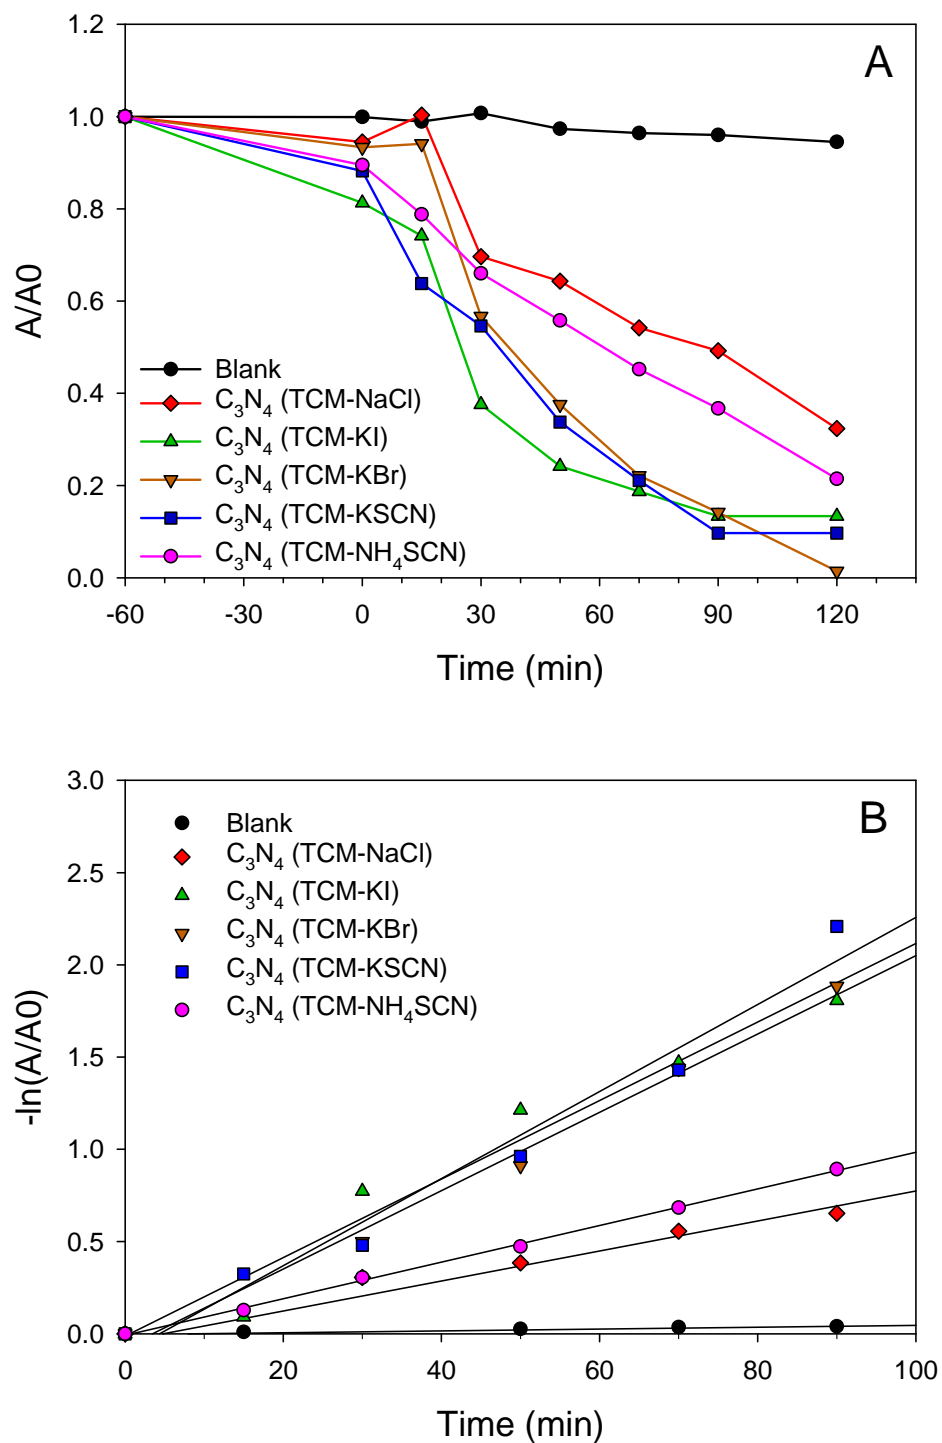 A
1.2
1.0
0.8
0.6
0.4
0.2
0.0
A/A0
Blank
C₃N₄ (TCM-NaCl)
C₃N₄ (TCM-KI)
C₃N₄ (TCM-KBr)
C₃N₄ (TCM-KSCN)
C₃N₄ (TCM-NH₄SCN)
-60 -30 0 30 60 90 120
Time (min)
B
3.0
2.5
2.0
1.5
1.0
0.5
0.0
-ln(A/A0)
Blank
C₃N₄ (TCM-NaCl)
C₃N₄ (TCM-KI)
C₃N₄ (TCM-KBr)
C₃N₄ (TCM-KSCN)
C₃N₄ (TCM-NH₄SCN)
0 20 40 60 80 100
Time (min)